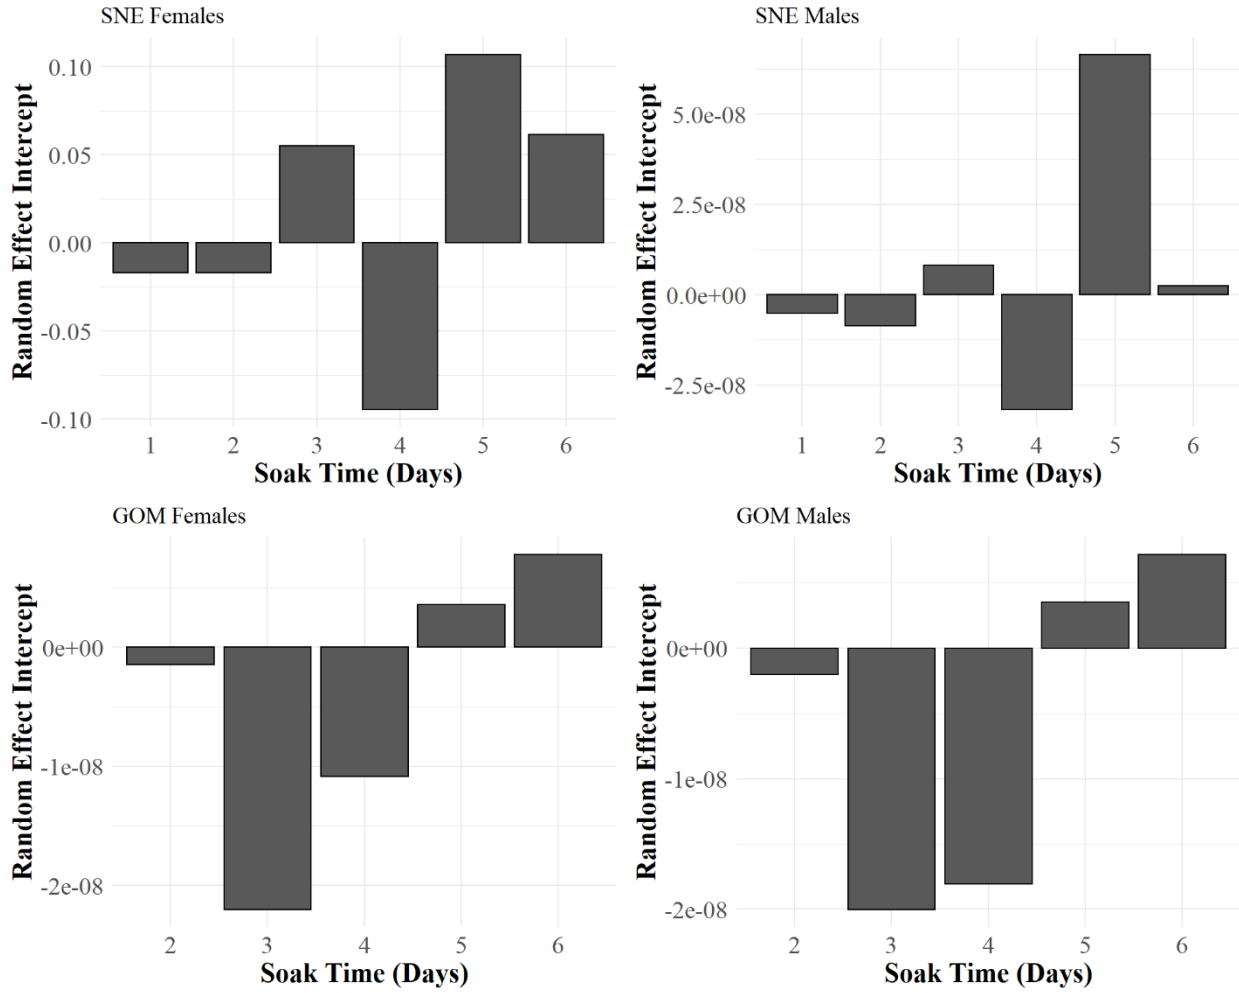 SNE Females
Random Effect Intercept
0.10
0.05
0.00
-0.05
-0.10
1 2 3 4 5 6
Soak Time (Days)
SNE Males
Random Effect Intercept
5.0e-08
2.5e-08
0.0e+00
-2.5e-08
1 2 3 4 5 6
Soak Time (Days)
GOM Females
Random Effect Intercept
0e+00
-1e-08
-2e-08
2 3 4 5 6
Soak Time (Days)
GOM Males
Random Effect Intercept
0e+00
-1e-08
-2e-08
2 3 4 5 6
Soak Time (Days)